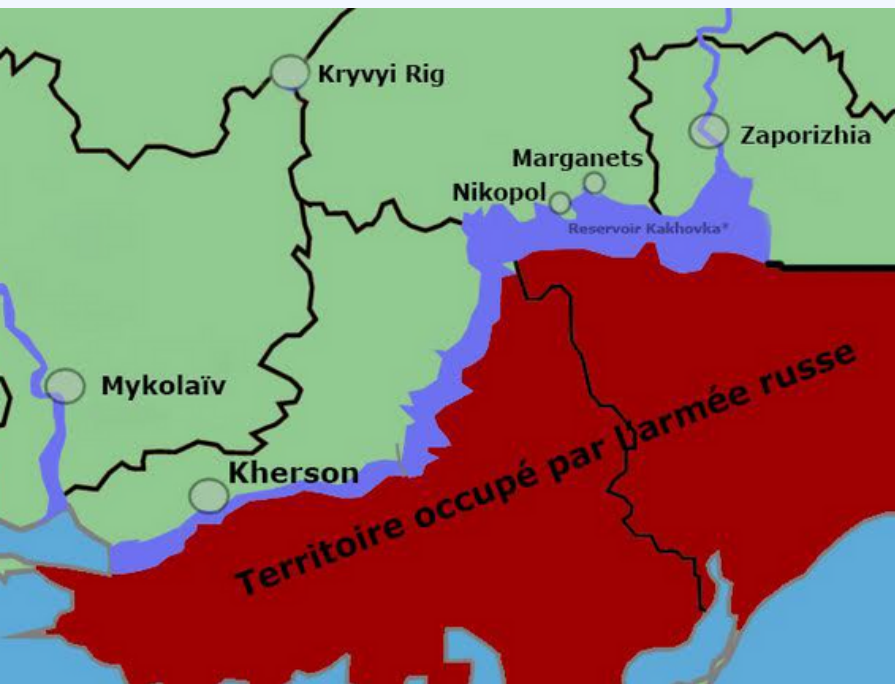 Kryvyi Rig
Zaporizhia
Marganets
Nikopol
Reservoir Kakhovka*
Mykolaïv
Kherson
Territoire occupé par l'armée russe